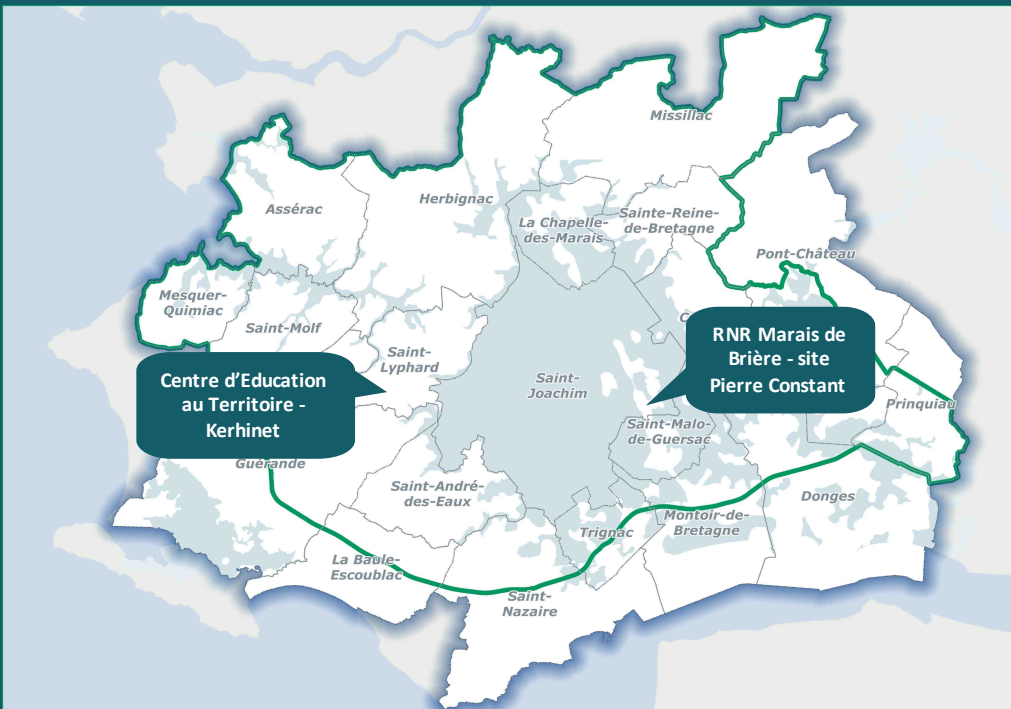 Missillac
Assérac
Herbignac
La Chapelle-
des-Marais
Sainte-Reine-
de-Bretagne
Pont-Château
Mesquer-
Quimiac
Saint-Molf
Saint-
Lyphard
RNR Marais de
Brière - site
Pierre Constant
Centre d'Education
au Territoire -
Kerhinet
Saint-
Joachim
Prinquiau
Saint-Malo-
de-Guersac
Guérande
Saint-André-
des-Eaux
Donges
Montoir-de-
Bretagne
Trignac
La Baule-
Escoublac
Saint-
Nazaire